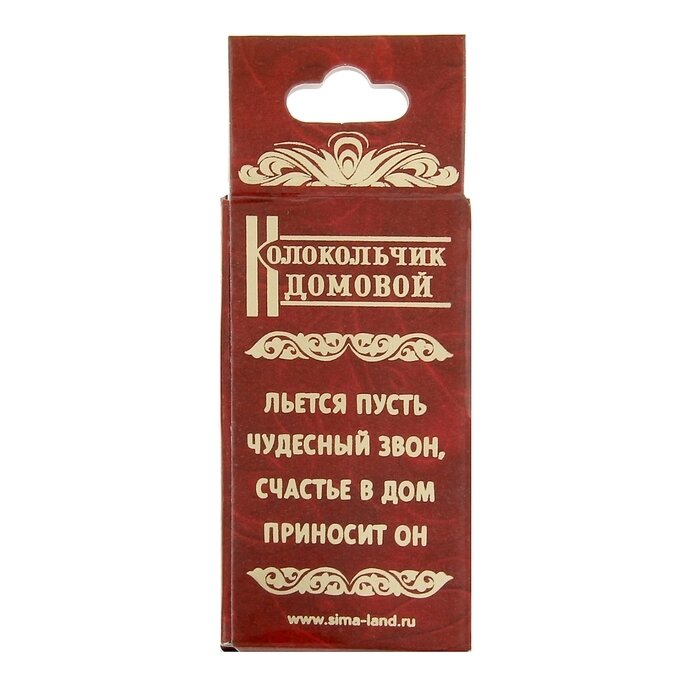 Колокольчик
домовой
ЛЬЕТСЯ ПУСТЬ
ЧУДЕСНЫЙ ЗВОН,
СЧАСТЬЕ В ДОМ
ПРИНОСИТ ОН
www.sima-land.ru